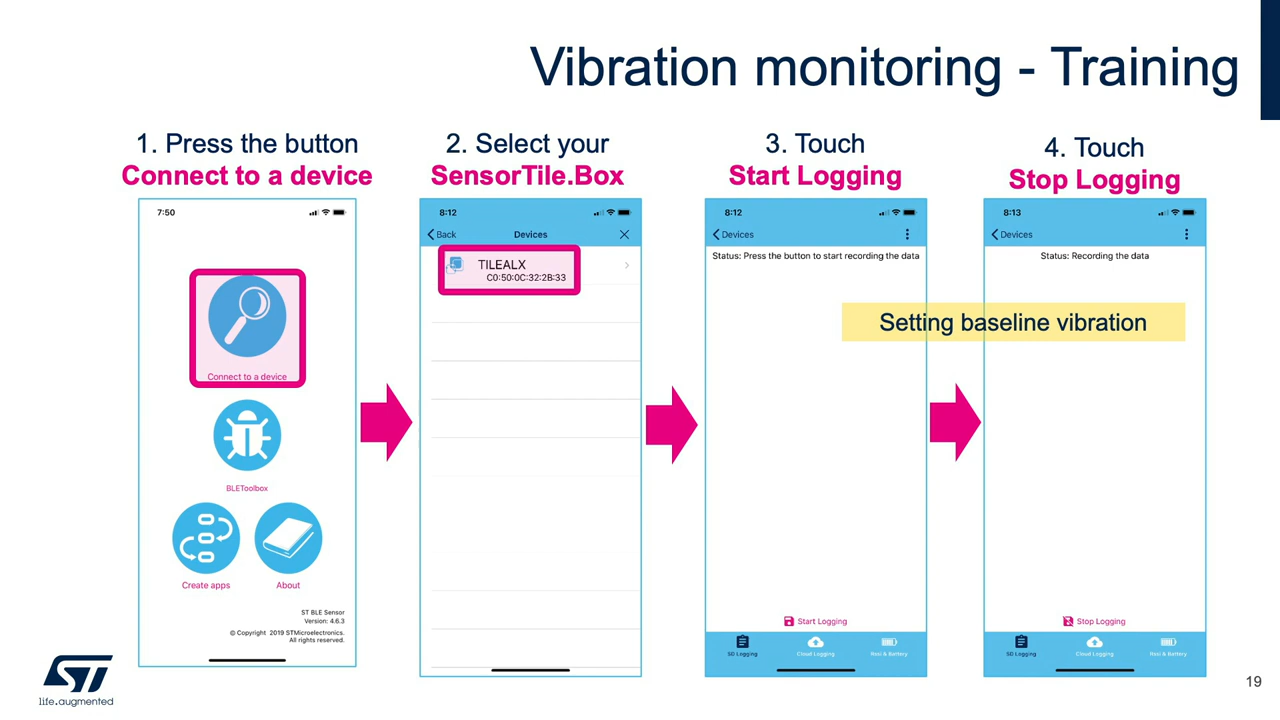 Vibration monitoring - Training
1. Press the button
Connect to a device
2. Select your
SensorTile.Box
3. Touch
Start Logging
4. Touch
Stop Logging
7:50
Connect to a device
BLEToolbox
Create apps
About
ST BLE Sensor
Version: 4.6.3
© Copyright 2019 STMicroelectronics.
All rights reserved.
8:12
Back
Devices
TILEALX
C0:50:0C:32:2B:33
8:12
Devices
Status: Press the button to start recording the data
Start Logging
SD Logging
Cloud Logging
Rssi & Battery
8:13
Devices
Status: Recording the data
Setting baseline vibration
Stop Logging
SD Logging
Cloud Logging
Rssi & Battery
ST
life.augmented
19